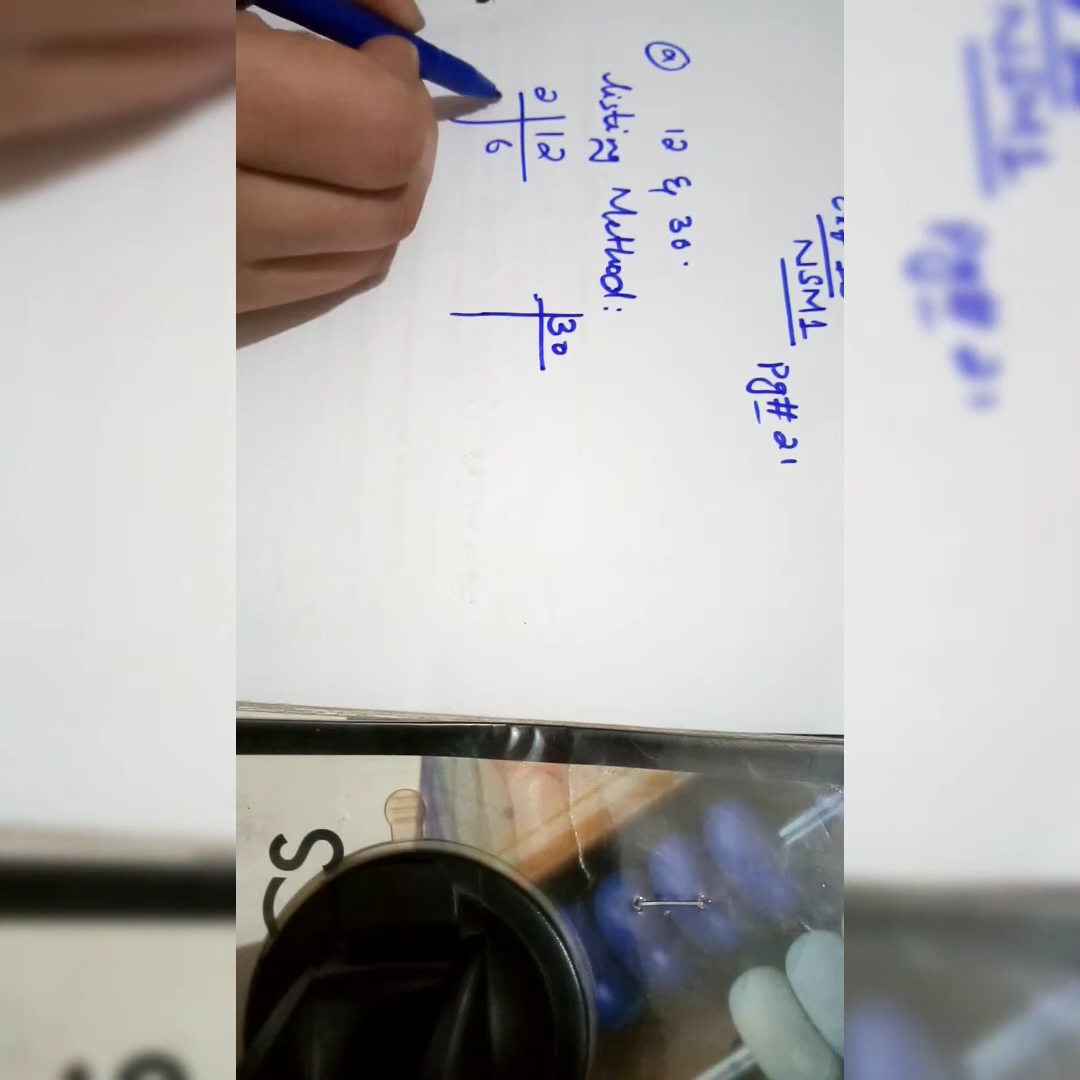 NSM1 pg# 21
(a) 12 & 30.
Listing Method:
2 | 12 | 30
6